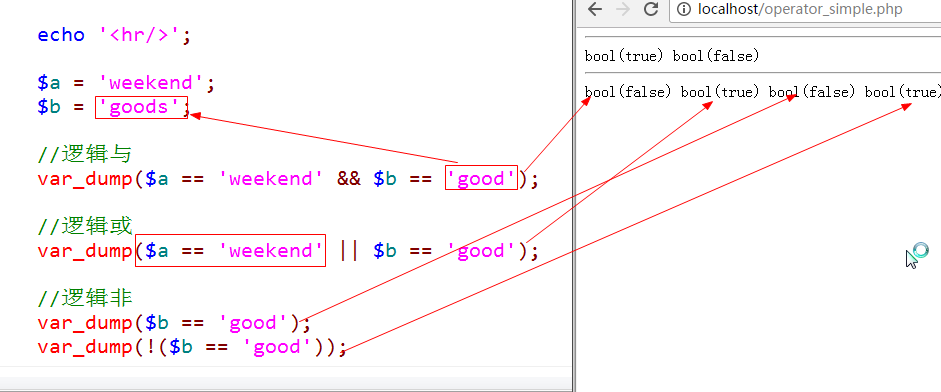 echo '<hr/>';
$a = 'weekend';
$b = 'goods';
//逻辑与
var_dump($a == 'weekend' && $b == 'good');
//逻辑或
var_dump($a == 'weekend' || $b == 'good');
//逻辑非
var_dump($b == 'good');
var_dump(!($b == 'good'));
localhost/operator_simple.php
bool(true) bool(false)
bool(false) bool(true) bool(false) bool(true)